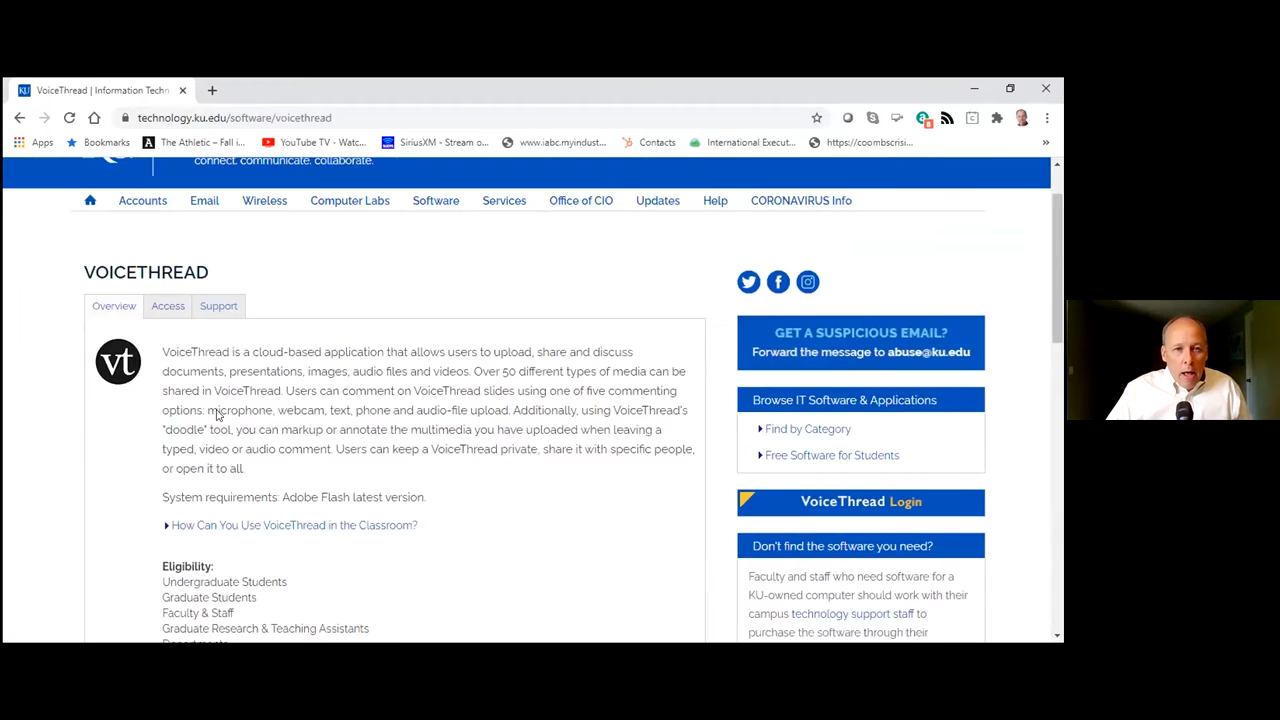 VoiceThread | Information Techn
technology.ku.edu/software/voicethread
Apps Bookmarks The Athletic – Fall i... YouTube TV - Watc... SiriusXM - Stream o... www.iabc.myindust... Contacts International Execut... https://coombscrisi... »
connect. communicate. collaborate.
Accounts Email Wireless Computer Labs Software Services Office of CIO Updates Help CORONAVIRUS Info
VOICETHREAD
Overview Access Support
vt
VoiceThread is a cloud-based application that allows users to upload, share and discuss
documents, presentations, images, audio files and videos. Over 50 different types of media can be
shared in VoiceThread. Users can comment on VoiceThread slides using one of five commenting
options: microphone, webcam, text, phone and audio-file upload. Additionally, using VoiceThread's
"doodle" tool, you can markup or annotate the multimedia you have uploaded when leaving a
typed, video or audio comment. Users can keep a VoiceThread private, share it with specific people,
or open it to all.
System requirements: Adobe Flash latest version.
How Can You Use VoiceThread in the Classroom?
Eligibility:
Undergraduate Students
Graduate Students
Faculty & Staff
Graduate Research & Teaching Assistants
GET A SUSPICIOUS EMAIL?
Forward the message to abuse@ku.edu
Browse IT Software & Applications
Find by Category
Free Software for Students
VoiceThread Login
Don't find the software you need?
Faculty and staff who need software for a
KU-owned computer should work with their
campus technology support staff to
purchase the software through their